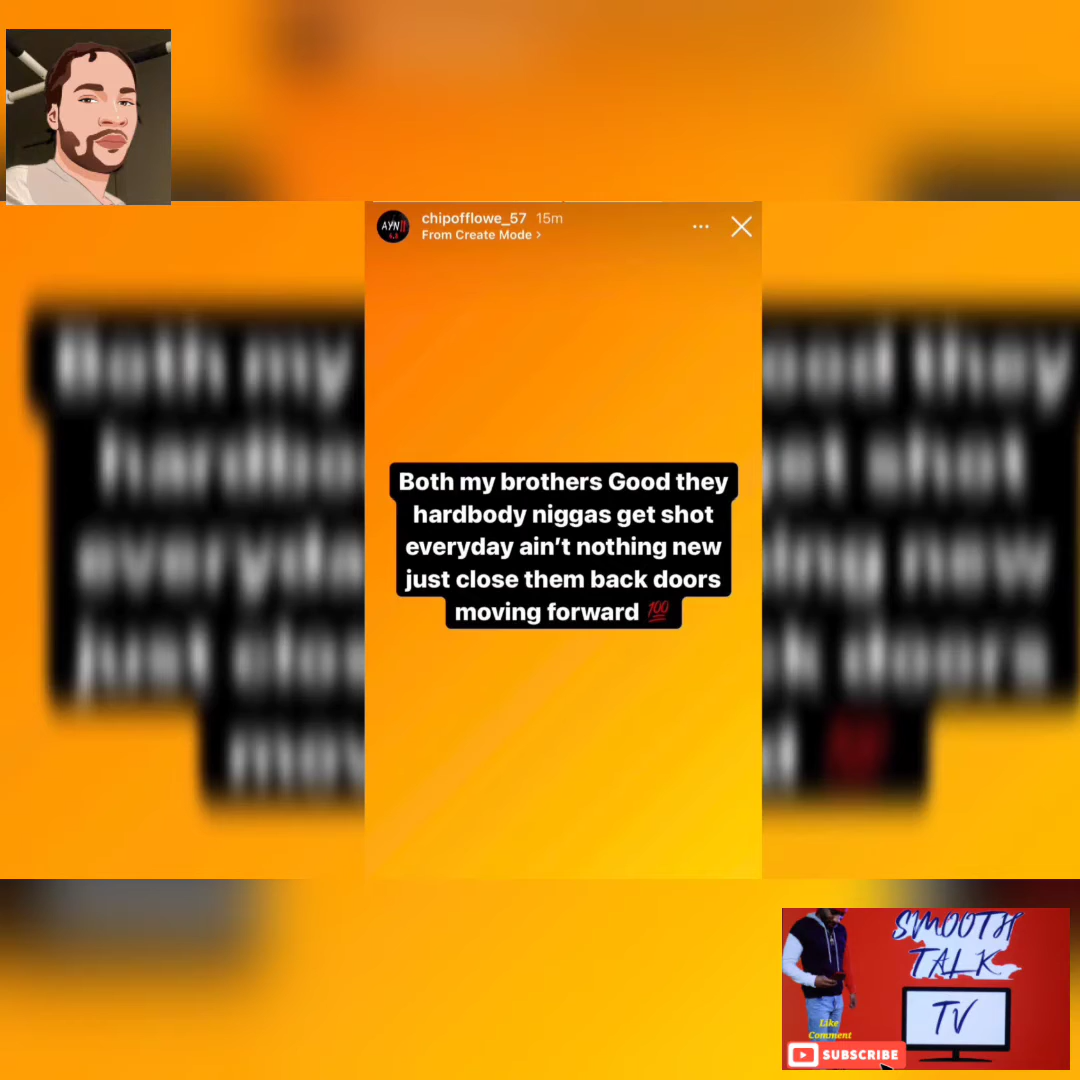 chipofflowe_57 15m
From Create Mode >
Both my brothers Good they
hardbody niggas get shot
everyday ain't nothing new
just close them back doors
moving forward 💯
SMOOTH
TALK
TV
Like
Comment
SUBSCRIBE